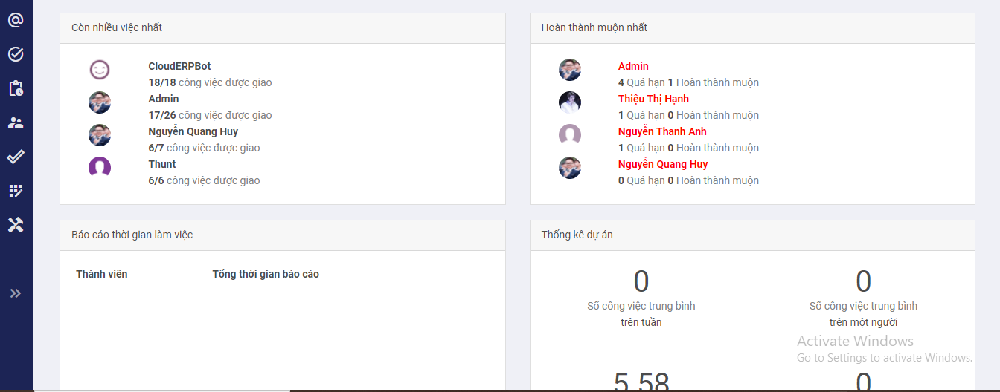 Còn nhiều việc nhất
CloudERPBot
18/18 công việc được giao
Admin
17/26 công việc được giao
Nguyễn Quang Huy
6/7 công việc được giao
Thunt
6/6 công việc được giao
Hoàn thành muộn nhất
Admin
4 Quá hạn 1 Hoàn thành muộn
Thiệu Thị Hạnh
1 Quá hạn 0 Hoàn thành muộn
Nguyễn Thanh Anh
1 Quá hạn 0 Hoàn thành muộn
Nguyễn Quang Huy
0 Quá hạn 0 Hoàn thành muộn
Báo cáo thời gian làm việc
Thành viên Tổng thời gian báo cáo
Thống kê dự án
0
Số công việc trung bình
trên tuần
0
Số công việc trung bình
trên một người
Activate Windows
Go to Settings to activate Windows.
5.58
0